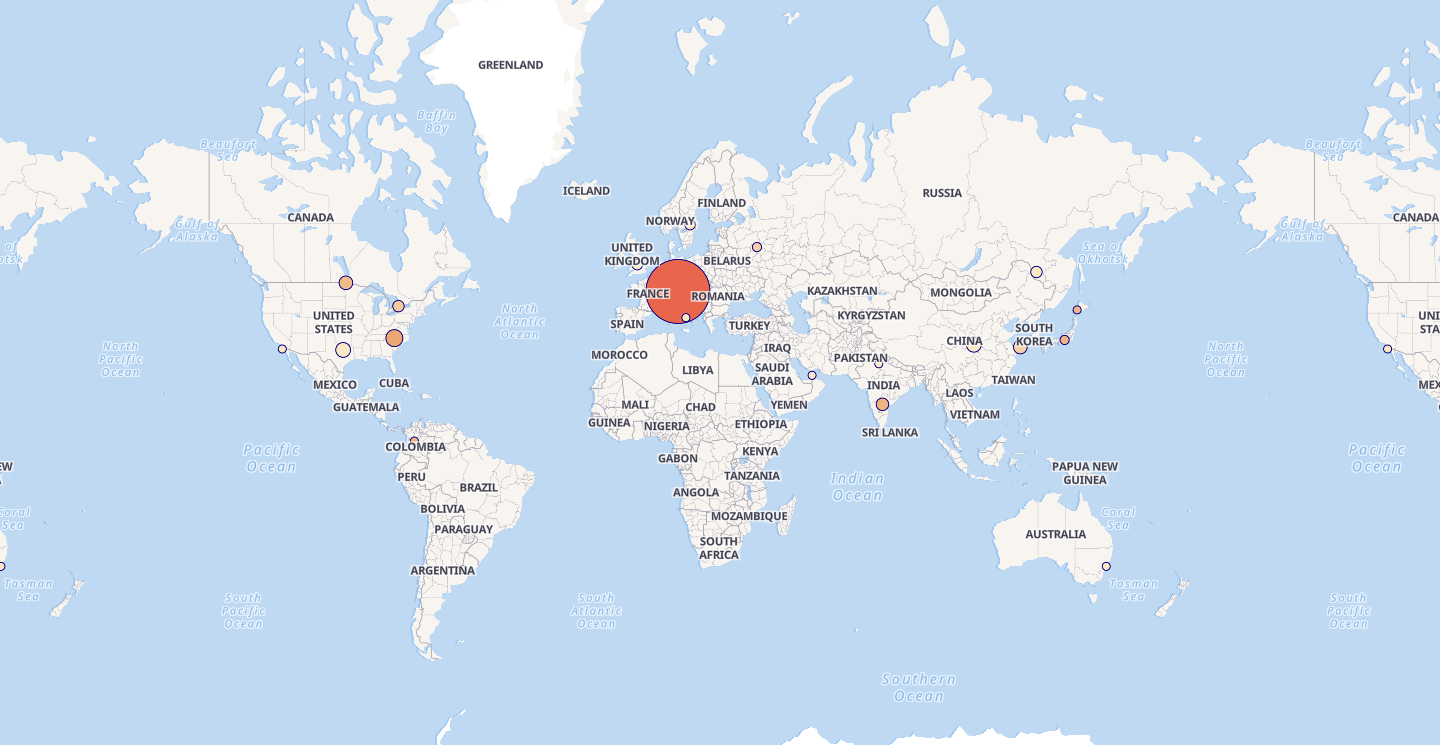 GREENLAND
Baffin
Bay
Beaufort
Sea
Beaufort
Sea
ICELAND
FINLAND
RUSSIA
CANADA
CANADA
NORWAY
Gulf of
Alaska
Gulf of
Alaska
of
otsk
Sea of
Okhotsk
UNITED
KINGDOM
BELARUS
FRANCE
ROMANIA
KAZAKHSTAN
MONGOLIA
North
Atlantic
Ocean
UNITED
STATES
UNI
STA
SPAIN
TURKEY
KYRGYZSTAN
SOUTH
KOREA
CHINA
North
Pacific
Ocean
North
Pacific
Ocean
MOROCCO
IRAQ
PAKISTAN
LIBYA
SAUDI
ARABIA
MEXICO
CUBA
INDIA
TAIWAN
MEX
LAOS
GUATEMALA
MALI
CHAD
YEMEN
VIETNAM
GUINEA
NIGERIA
ETHIOPIA
SRI LANKA
COLOMBIA
Pacific
Ocean
Pacific
Ocean
KENYA
GABON
EW
PAPUA NEW
GUINEA
PERU
BRAZIL
TANZANIA
Indian
Ocean
ANGOLA
BOLIVIA
MOZAMBIQUE
Coral
Sea
Coral
Sea
PARAGUAY
AUSTRALIA
SOUTH
AFRICA
ARGENTINA
Tasman
Sea
Tasman
Sea
South
Pacific
Ocean
South
Atlantic
Ocean
South
Pacific
Ocean
Southern
Ocean